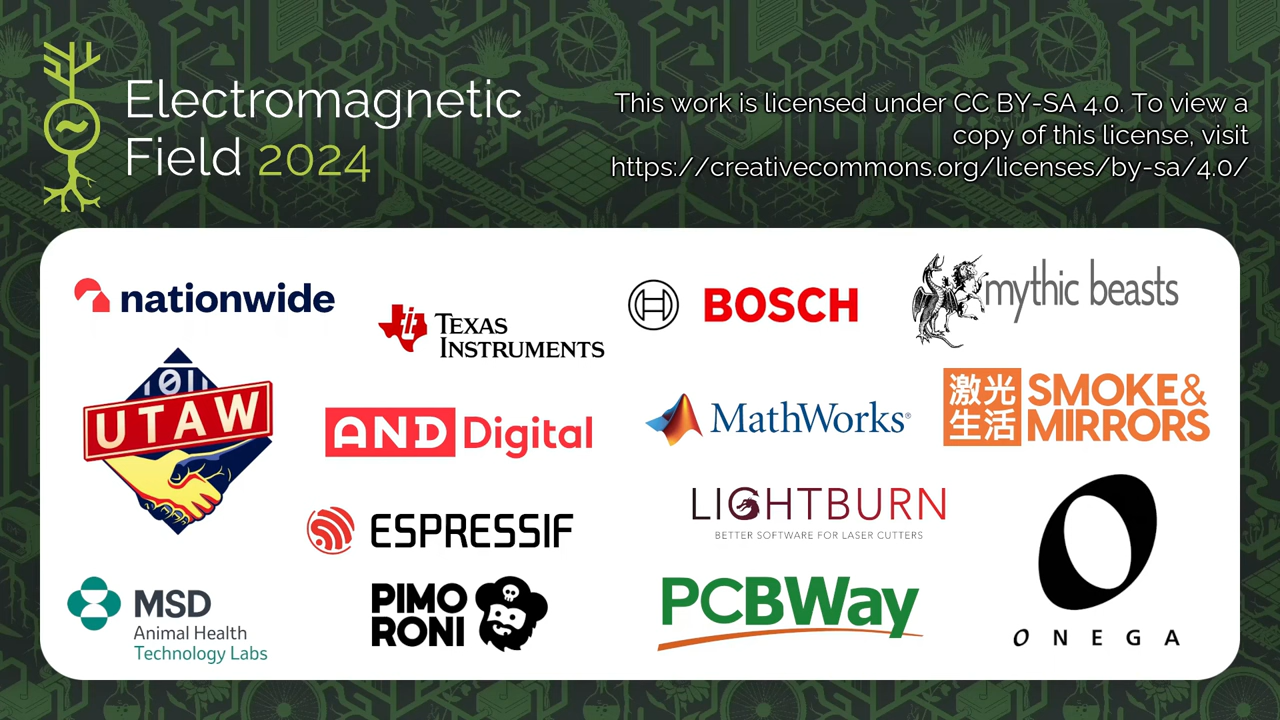 Electromagnetic
Field 2024
This work is licensed under CC BY-SA 4.0. To view a
copy of this license, visit
https://creativecommons.org/licenses/by-sa/4.0/
nationwide
TEXAS
INSTRUMENTS
BOSCH
mythic beasts
101
UTAW
AND Digital
MathWorks®
激光
生活
SMOKE&
MIRRORS
ESPRESSIF
LIGHTBURN
BETTER SOFTWARE FOR LASER CUTTERS
MSD
Animal Health
Technology Labs
PIMO
RONI
PCBWay
ONEGA